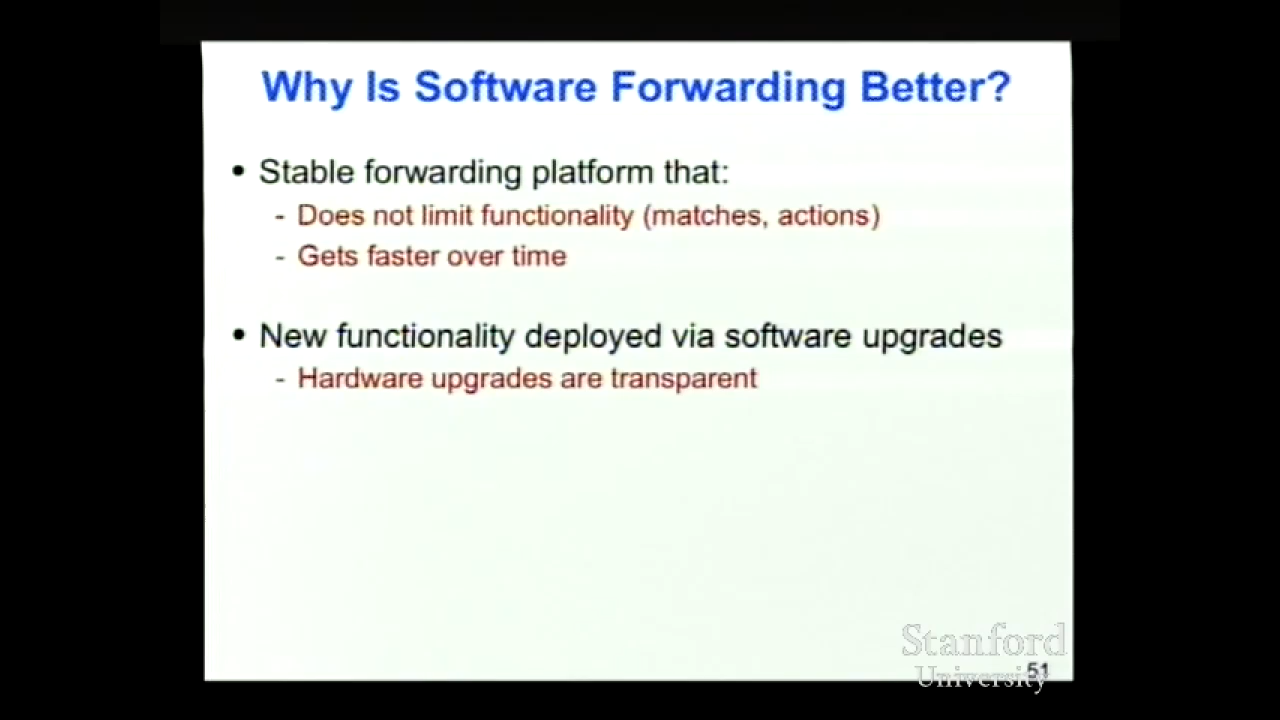 Why Is Software Forwarding Better?
• Stable forwarding platform that:
- Does not limit functionality (matches, actions)
- Gets faster over time
• New functionality deployed via software upgrades
- Hardware upgrades are transparent
Stanford
University
51